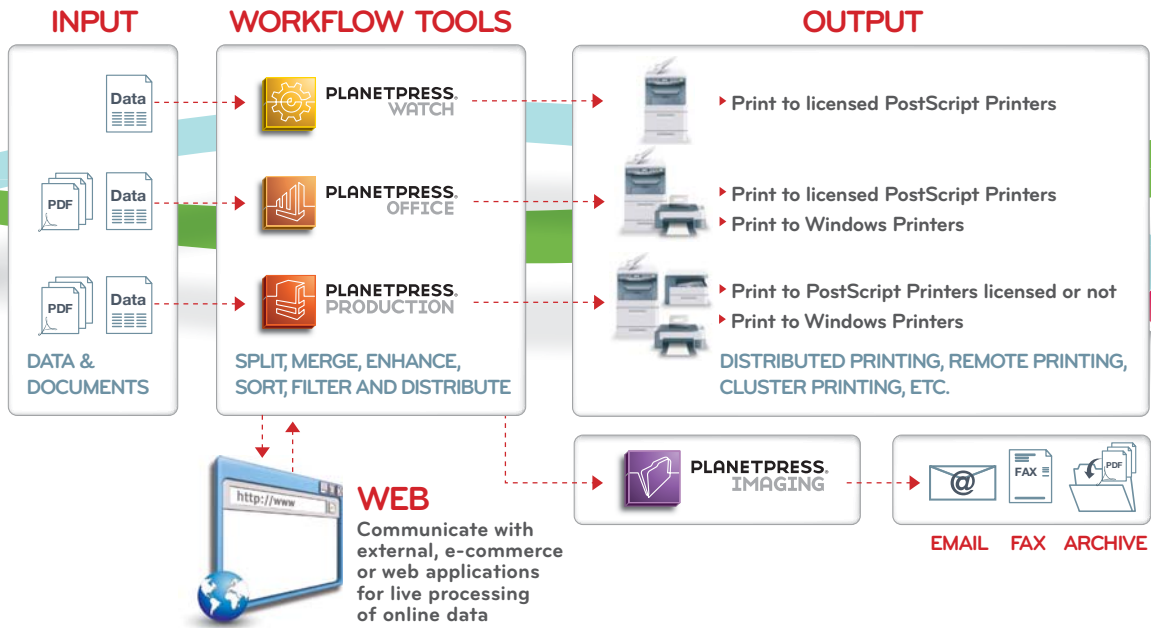 INPUT
WORKFLOW TOOLS
OUTPUT
Data
PLANETPRESS®
WATCH
Print to licensed PostScript Printers
PDF
Data
PLANETPRESS®
OFFICE
Print to licensed PostScript Printers
Print to Windows Printers
PDF
Data
PLANETPRESS®
PRODUCTION
Print to PostScript Printers licensed or not
Print to Windows Printers
DATA &
DOCUMENTS
SPLIT, MERGE, ENHANCE,
SORT, FILTER AND DISTRIBUTE
DISTRIBUTED PRINTING, REMOTE PRINTING,
CLUSTER PRINTING, ETC.
http://www
WEB
Communicate with
external, e-commerce
or web applications
for live processing
of online data
PLANETPRESS®
IMAGING
@
FAX
PDF
EMAIL
FAX
ARCHIVE